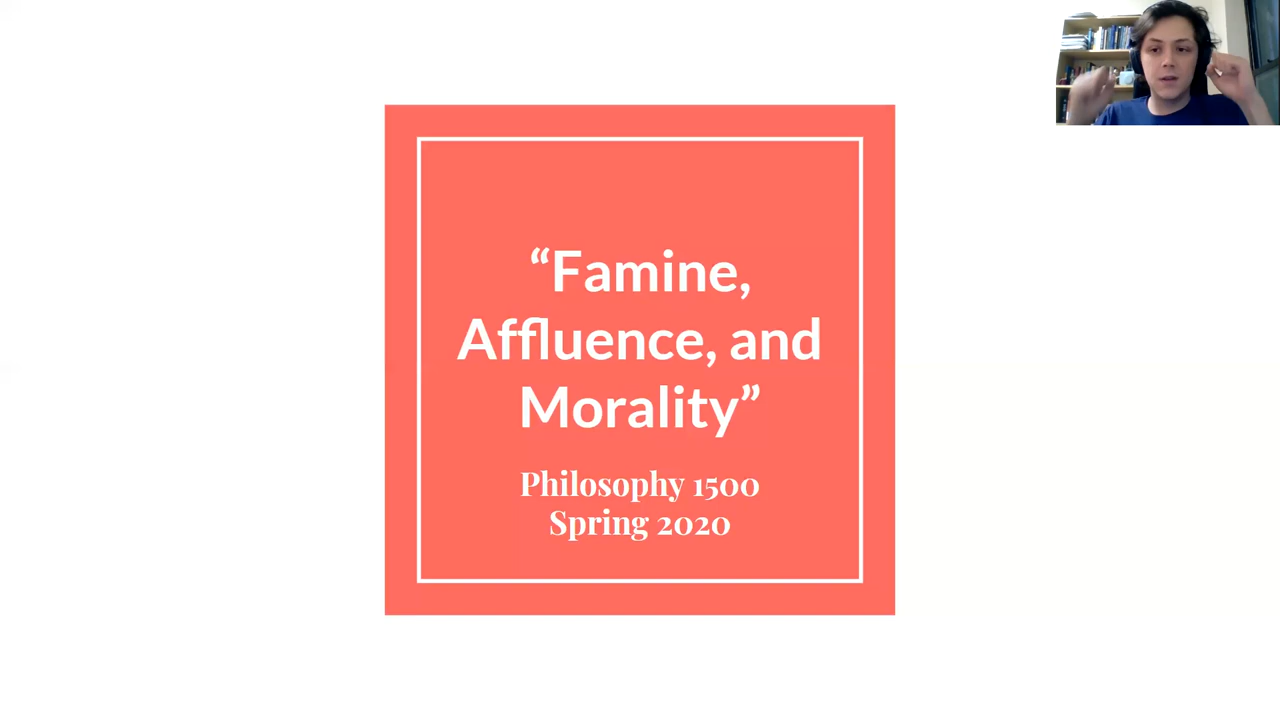 “Famine,
Affluence, and
Morality”
Philosophy 1500
Spring 2020